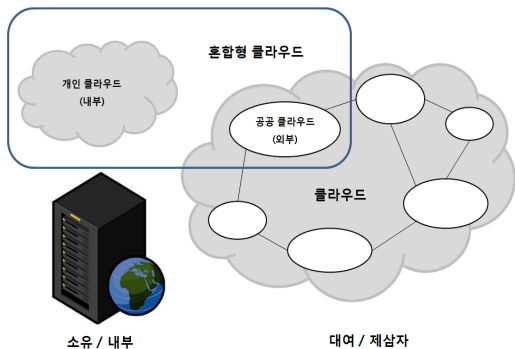 혼합형 클라우드
개인 클라우드
(내부)
공공 클라우드
(외부)
클라우드
소유 / 내부
대여 / 제삼자